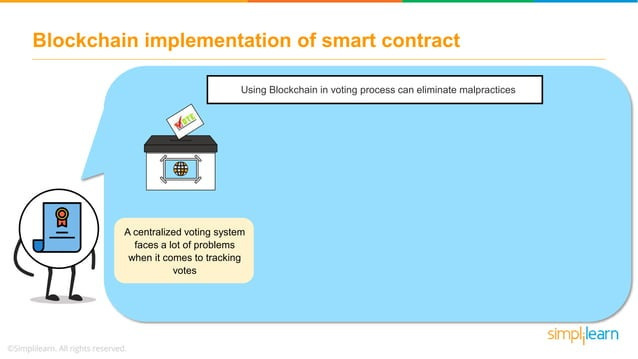 Blockchain implementation of smart contract
Using Blockchain in voting process can eliminate malpractices
VOTE
A centralized voting system
faces a lot of problems
when it comes to tracking
votes
simplilearn
©Simplilearn. All rights reserved.